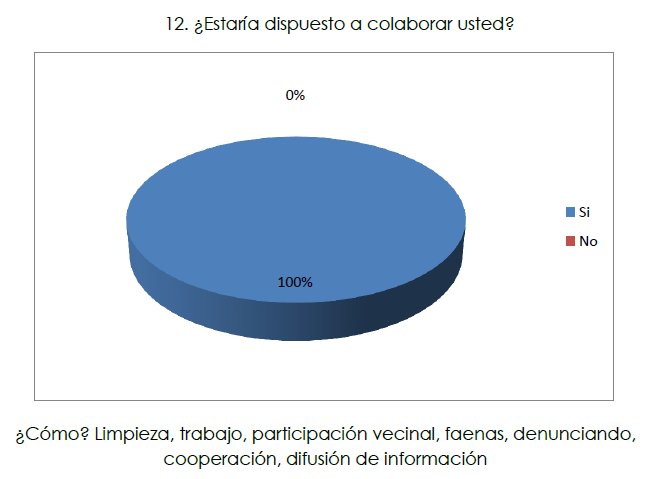 12. ¿Estaría dispuesto a colaborar usted?
0%
Si
No
100%
¿Cómo? Limpieza, trabajo, participación vecinal, faenas, denunciando,
cooperación, difusión de información